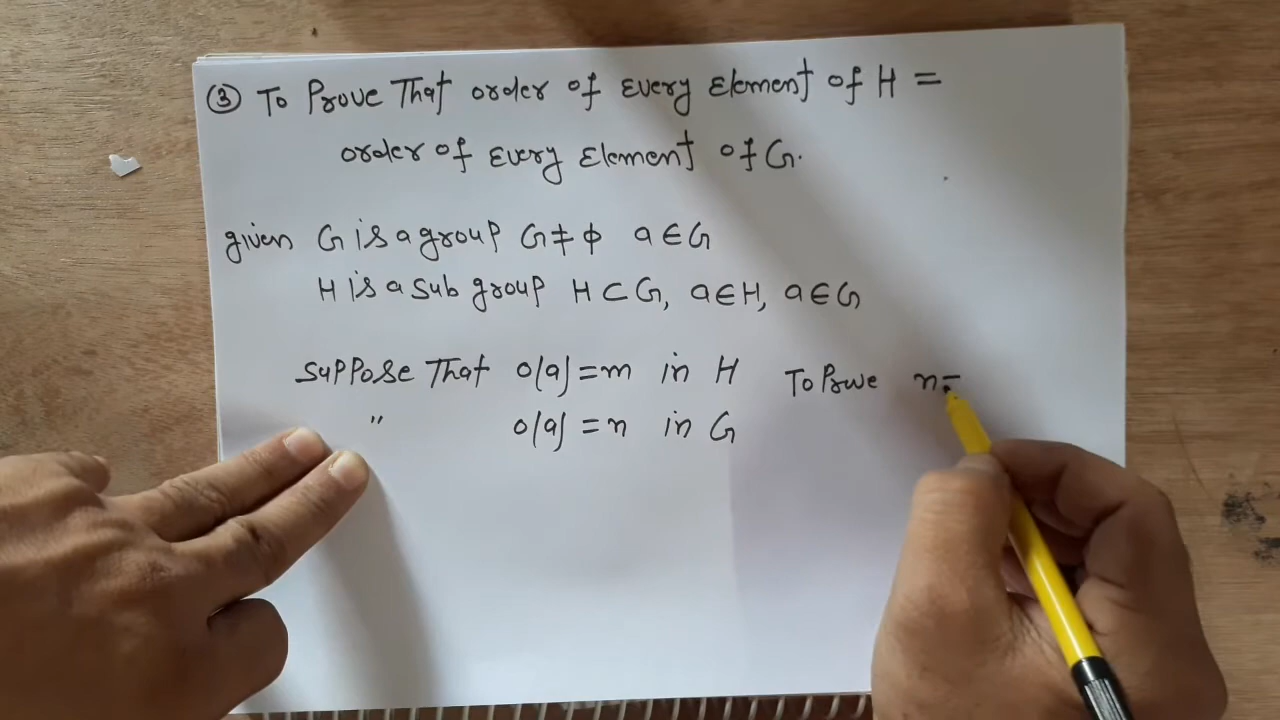 ③ To Prove That order of Every Element of H =
order of Every Element of G.
given G is a group G ≠ ϕ a ∈ G
H is a sub group H ⊂ G, a ∈ H, a ∈ G
Suppose That o(a) = m in H To Prove n=
" o(a) = n in G